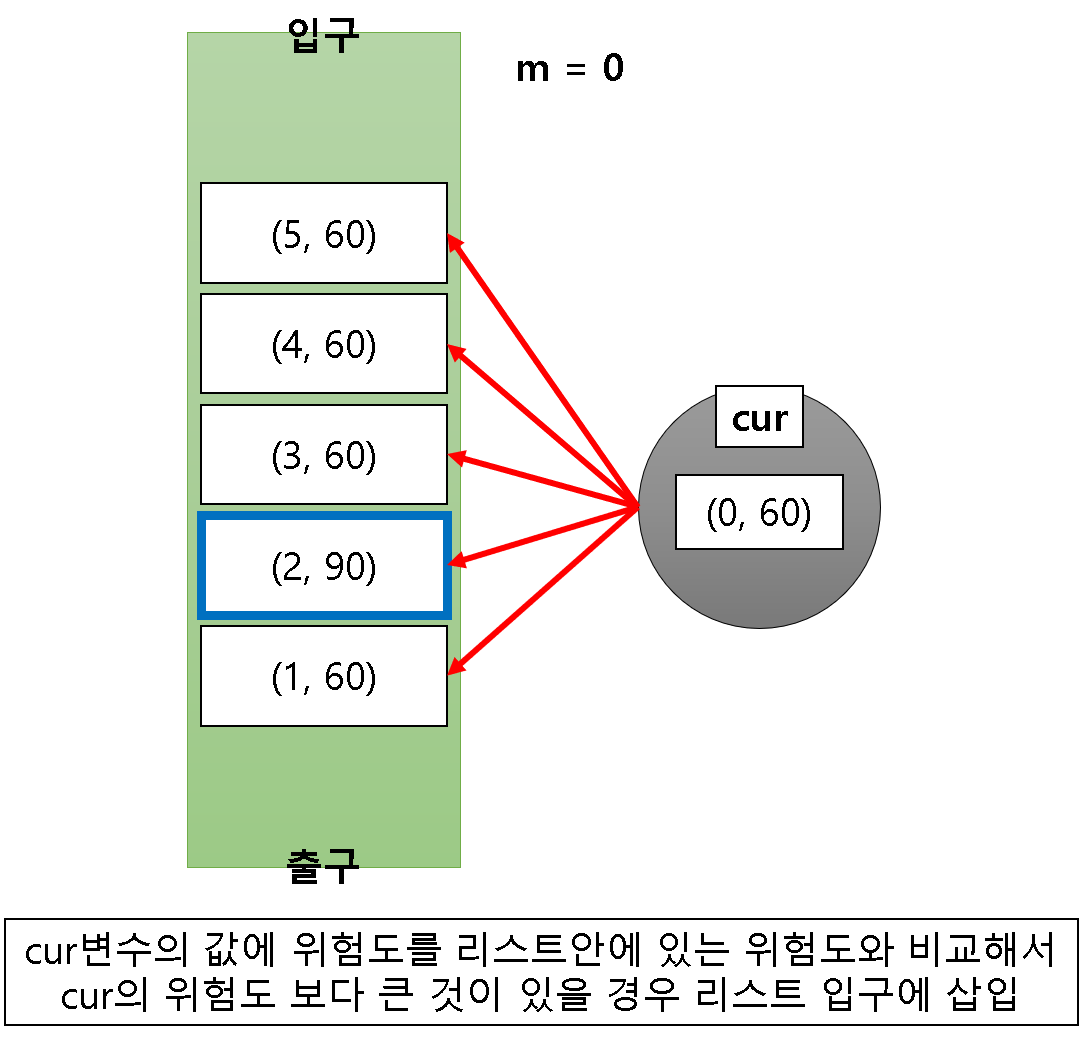 입구
m = 0
(5, 60)
(4, 60)
(3, 60)
(2, 90)
(1, 60)
cur
(0, 60)
출구
cur변수의 값에 위험도를 리스트안에 있는 위험도와 비교해서
cur의 위험도 보다 큰 것이 있을 경우 리스트 입구에 삽입